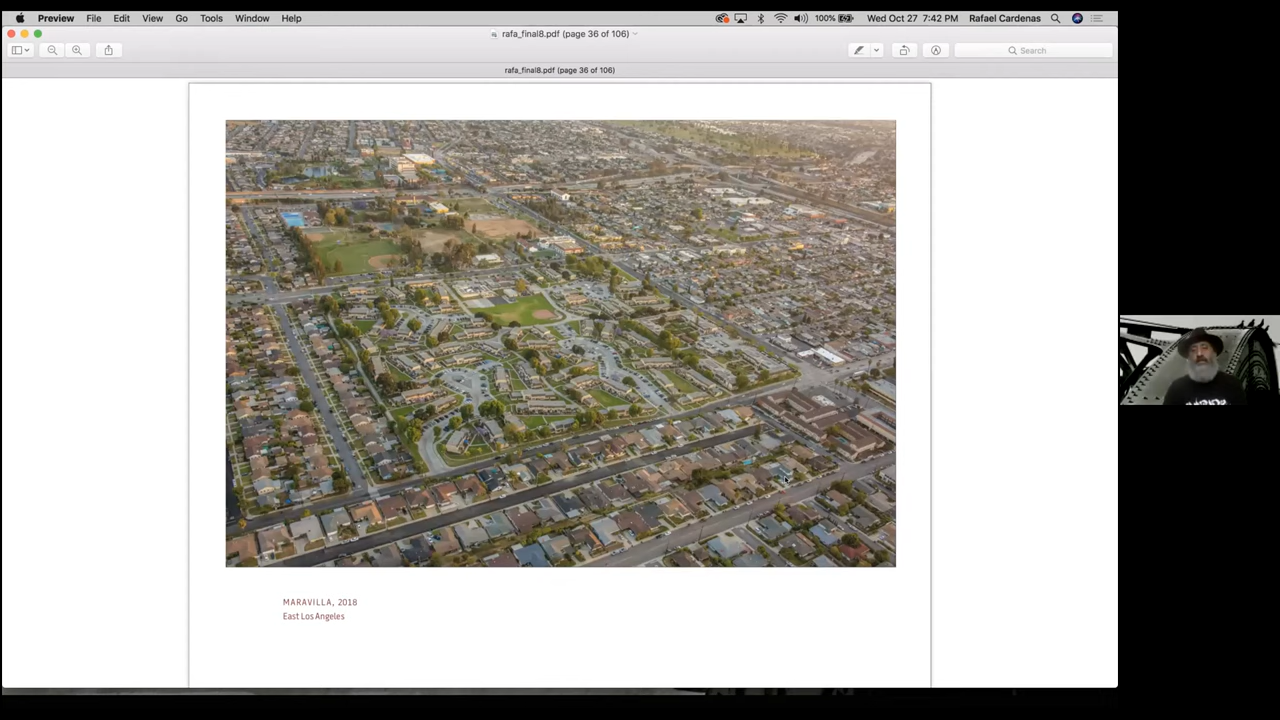 Preview File Edit View Go Tools Window Help 100% Wed Oct 27 7:42 PM Rafael Cardenas
rafa_final8.pdf (page 36 of 106)
Search
rafa_final8.pdf (page 36 of 106)
MARAVILLA, 2018
East Los Angeles